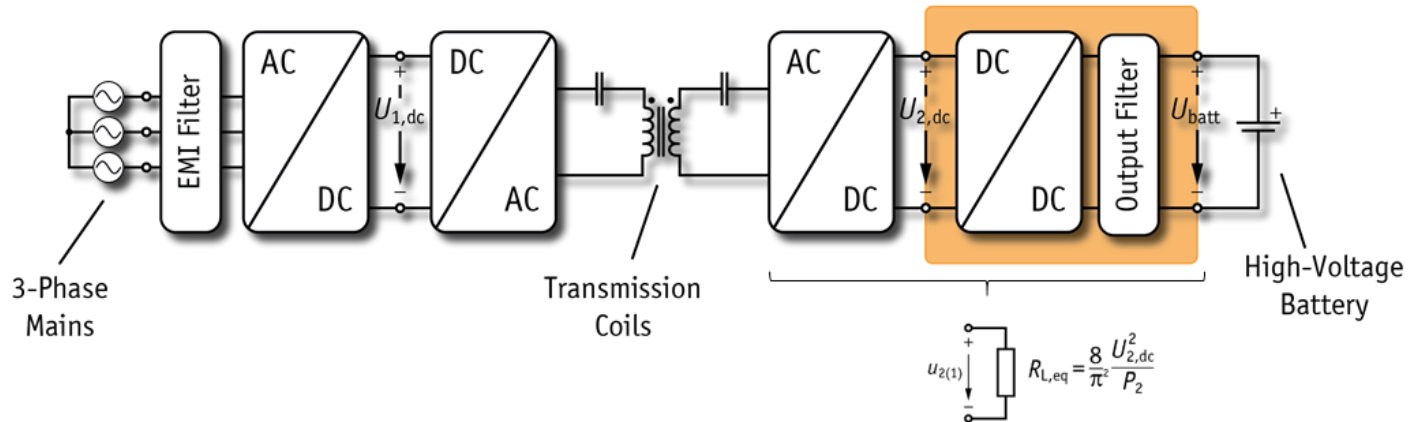 EMI Filter
AC
DC
+
U1,dc
−
DC
AC
AC
DC
+
U2,dc
−
DC
DC
Output Filter
+
Ubatt
−
+
3-Phase
Mains
Transmission
Coils
High-Voltage
Battery
+
u2(1)
−
RL,eq = 8/π² U²2,dc/P2